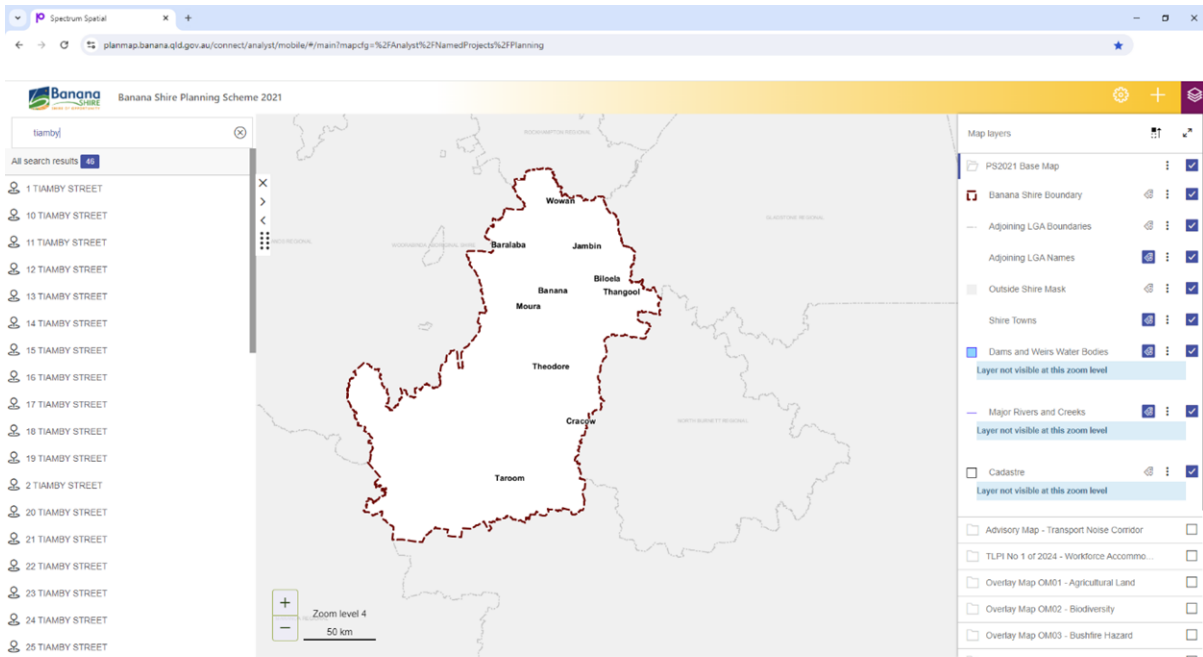 Spectrum Spatial
planmap.banana.qld.gov.au/connect/analyst/mobile/#/main?mapcfg=%2FAnalyst%2FNamedProjects%2FPlanning
Banana
SHIRE
Banana Shire Planning Scheme 2021
tiamby
All search results 46
1 TIAMBY STREET
10 TIAMBY STREET
11 TIAMBY STREET
12 TIAMBY STREET
13 TIAMBY STREET
14 TIAMBY STREET
15 TIAMBY STREET
16 TIAMBY STREET
17 TIAMBY STREET
18 TIAMBY STREET
19 TIAMBY STREET
2 TIAMBY STREET
20 TIAMBY STREET
21 TIAMBY STREET
22 TIAMBY STREET
23 TIAMBY STREET
24 TIAMBY STREET
25 TIAMBY STREET
ROCKHAMPTON REGIONAL
Wowan
GLADSTONE REGIONAL
Baralaba
Jambin
Biloela
Banana
Thangool
Moura
Theodore
Cracow
NORTH BURNETT REGIONAL
Taroom
Zoom level 4
50 km
Map layers
PS2021 Base Map
Banana Shire Boundary
Adjoining LGA Boundaries
Adjoining LGA Names
Outside Shire Mask
Shire Towns
Dams and Weirs Water Bodies
Layer not visible at this zoom level
Major Rivers and Creeks
Layer not visible at this zoom level
Cadastre
Layer not visible at this zoom level
Advisory Map - Transport Noise Corridor
TLPI No 1 of 2024 - Workforce Accommo...
Overlay Map OM01 - Agricultural Land
Overlay Map OM02 - Biodiversity
Overlay Map OM03 - Bushfire Hazard